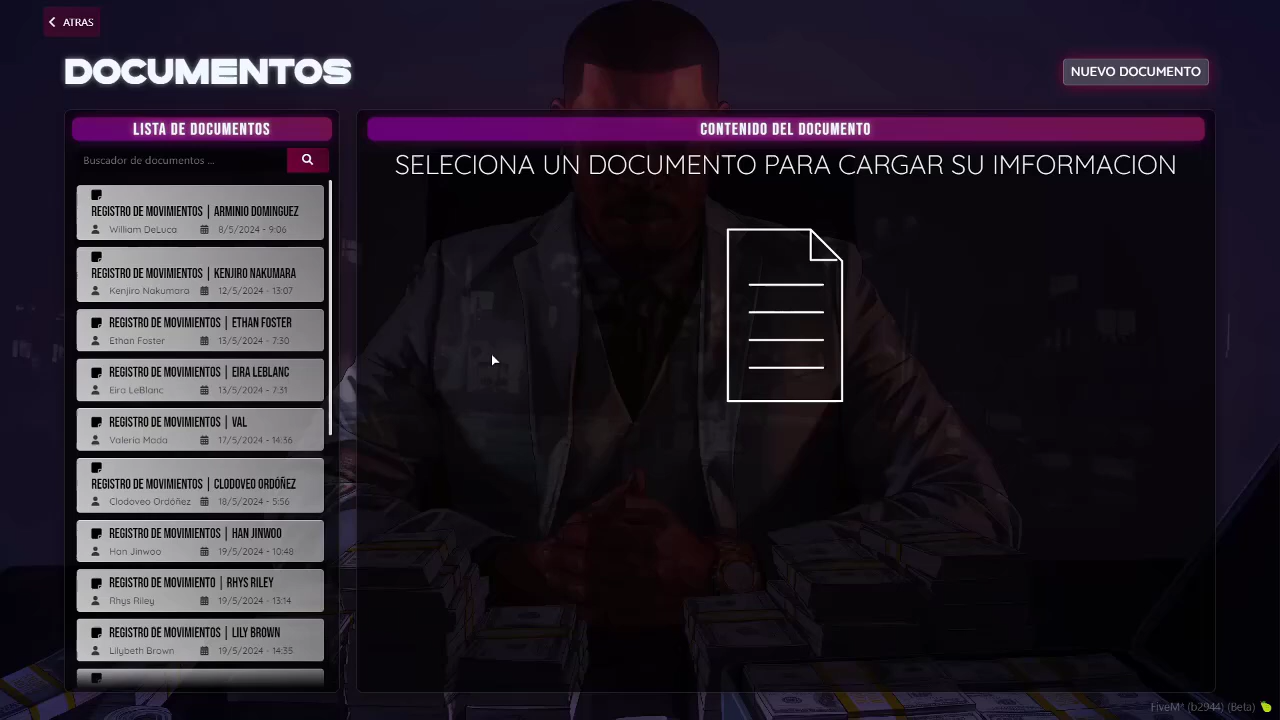 ATRAS
DOCUMENTOS
NUEVO DOCUMENTO
LISTA DE DOCUMENTOS
Buscador de documentos ...
REGISTRO DE MOVIMIENTOS | ARMINIO DOMINGUEZ
William DeLuca 8/5/2024 - 9:06
REGISTRO DE MOVIMIENTOS | KENJIRO NAKUMARA
Kenjiro Nakumara 12/5/2024 - 13:07
REGISTRO DE MOVIMIENTOS | ETHAN FOSTER
Ethan Foster 13/5/2024 - 7:30
REGISTRO DE MOVIMIENTOS | EIRA LEBLANC
Eira LeBlanc 13/5/2024 - 7:31
REGISTRO DE MOVIMIENTOS | VAL
Valeria Moda 17/5/2024 - 14:36
REGISTRO DE MOVIMIENTOS | CLODOVEO ORDÓÑEZ
Clodoveo Ordóñez 18/5/2024 - 5:56
REGISTRO DE MOVIMIENTOS | HAN JINWOO
Han Jinwoo 19/5/2024 - 10:48
REGISTRO DE MOVIMIENTO | RHYS RILEY
Rhys Riley 19/5/2024 - 13:14
REGISTRO DE MOVIMIENTOS | LILY BROWN
Lilybeth Brown 19/5/2024 - 14:35
CONTENIDO DEL DOCUMENTO
SELECIONA UN DOCUMENTO PARA CARGAR SU IMFORMACION
FiveM* (b2944) (Beta)